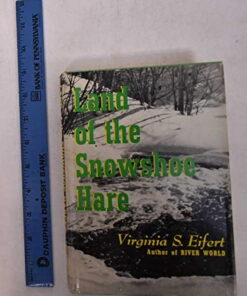 BANK OF PENNSYLVANIA
DAUPHIN DEPOSIT BANK
Land
of the
Snowshoe
Hare
Virginia S. Eifert
Author of RIVER WORLD